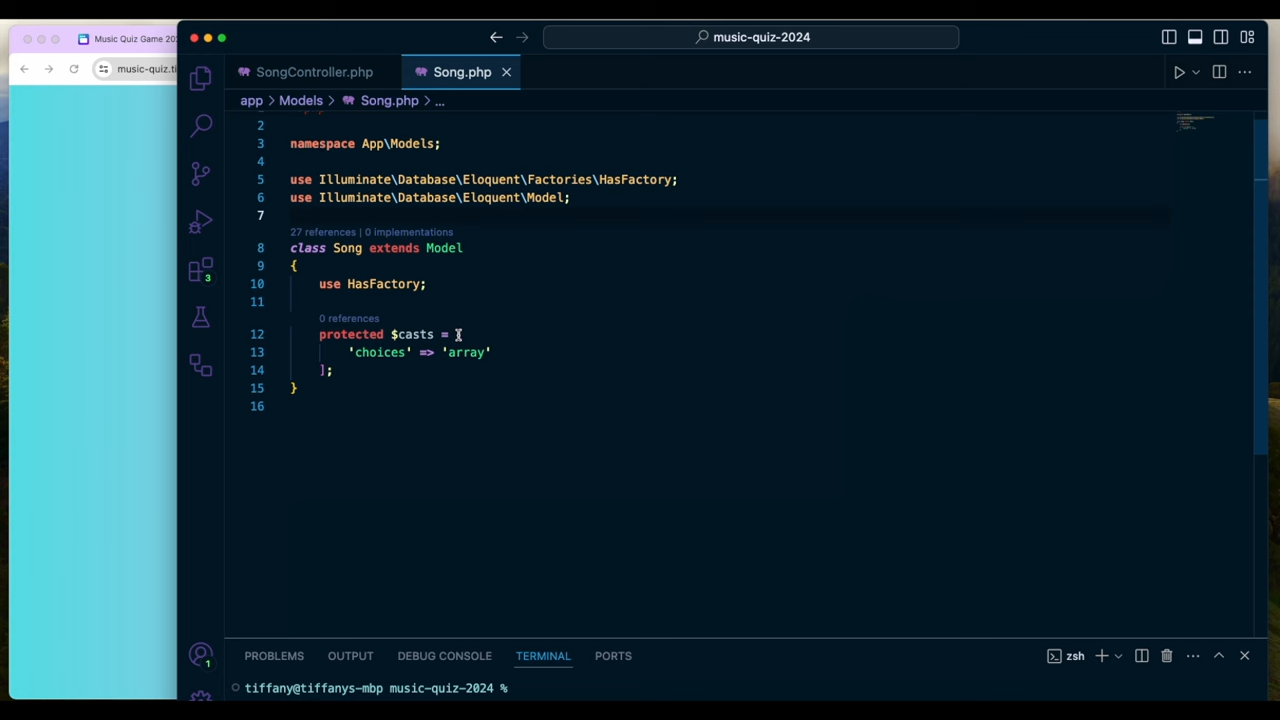 Music Quiz Game 20
music-quiz-2024
music-quiz.ti
SongController.php
Song.php
app > Models > Song.php > ...
2
3 namespace App\Models;
4
5 use Illuminate\Database\Eloquent\Factories\HasFactory;
6 use Illuminate\Database\Eloquent\Model;
7
27 references | 0 implementations
8 class Song extends Model
9 {
10 use HasFactory;
11
0 references
12 protected $casts =
13 'choices' => 'array'
14 ];
15 }
16
3
1
PROBLEMS OUTPUT DEBUG CONSOLE TERMINAL PORTS
zsh
tiffany@tiffanys-mbp music-quiz-2024 %